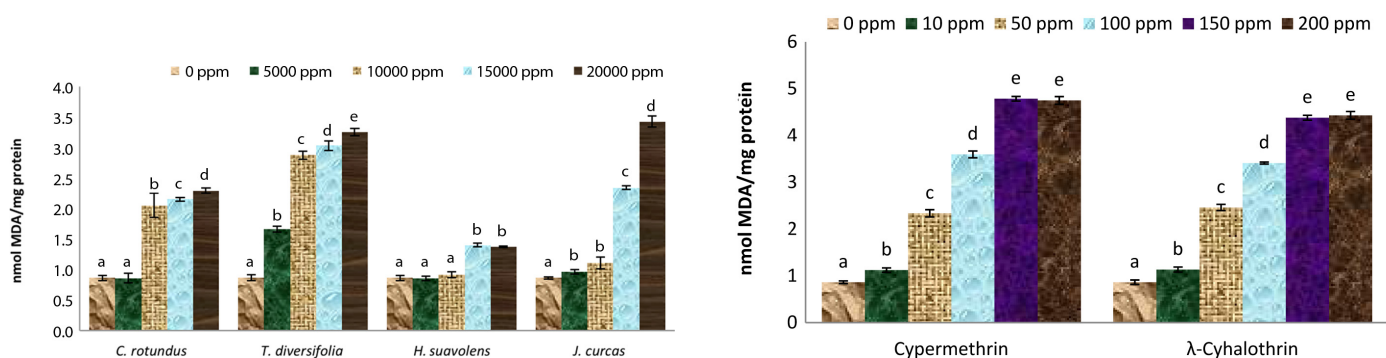 0 ppm 5000 ppm 10000 ppm 15000 ppm 20000 ppm
nmol MDA/mg protein
4.0
3.5
3.0
2.5
2.0
1.5
1.0
0.5
0.0
a a b c d
a b c d e
a a a b b
a b b c d
C. rotundus T. diversifolia H. suavolens J. curcas
0 ppm 10 ppm 50 ppm 100 ppm 150 ppm 200 ppm
nmol MDA/mg protein
6
5
4
3
2
1
0
a b c d e e
a b c d e e
Cypermethrin λ-Cyhalothrin